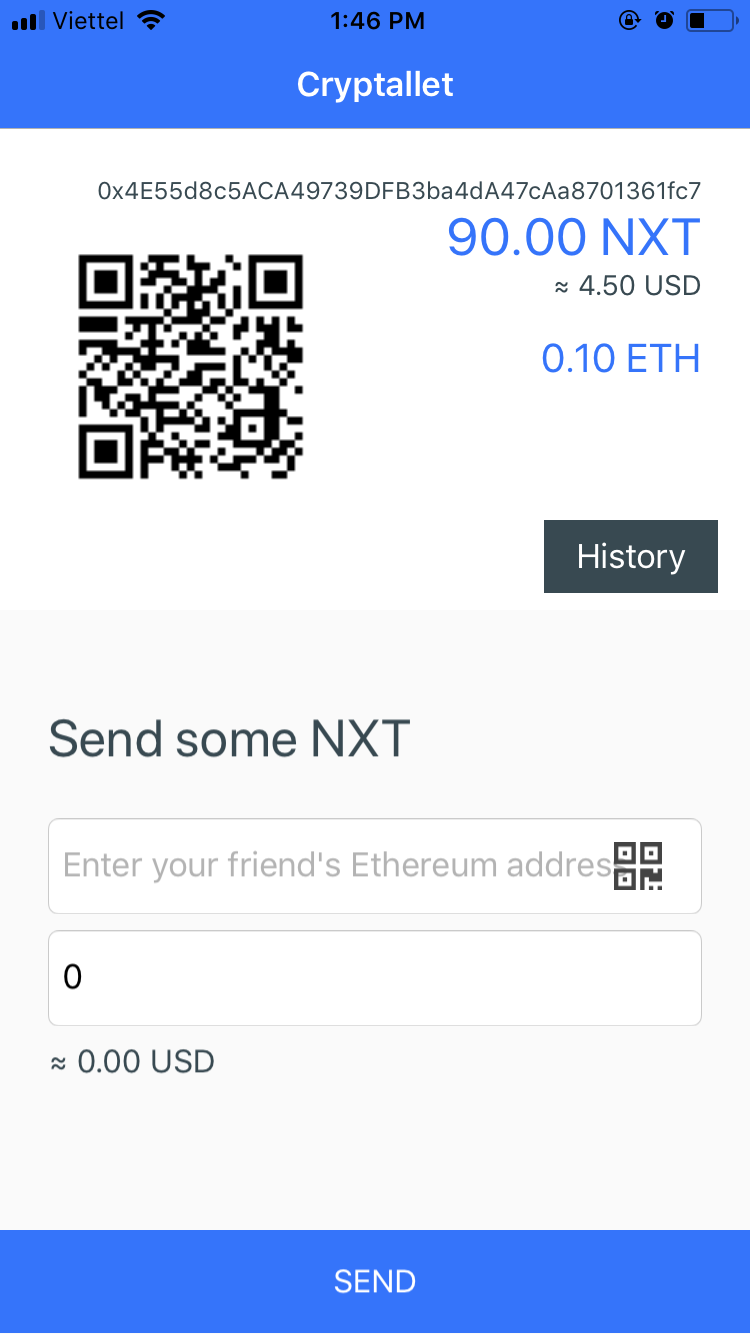 Viettel 1:46 PM
Cryptallet
0x4E55d8c5ACA49739DFB3ba4dA47cAa8701361fc7
90.00 NXT
≈ 4.50 USD
0.10 ETH
History
Send some NXT
Enter your friend's Ethereum address
0
≈ 0.00 USD
SEND